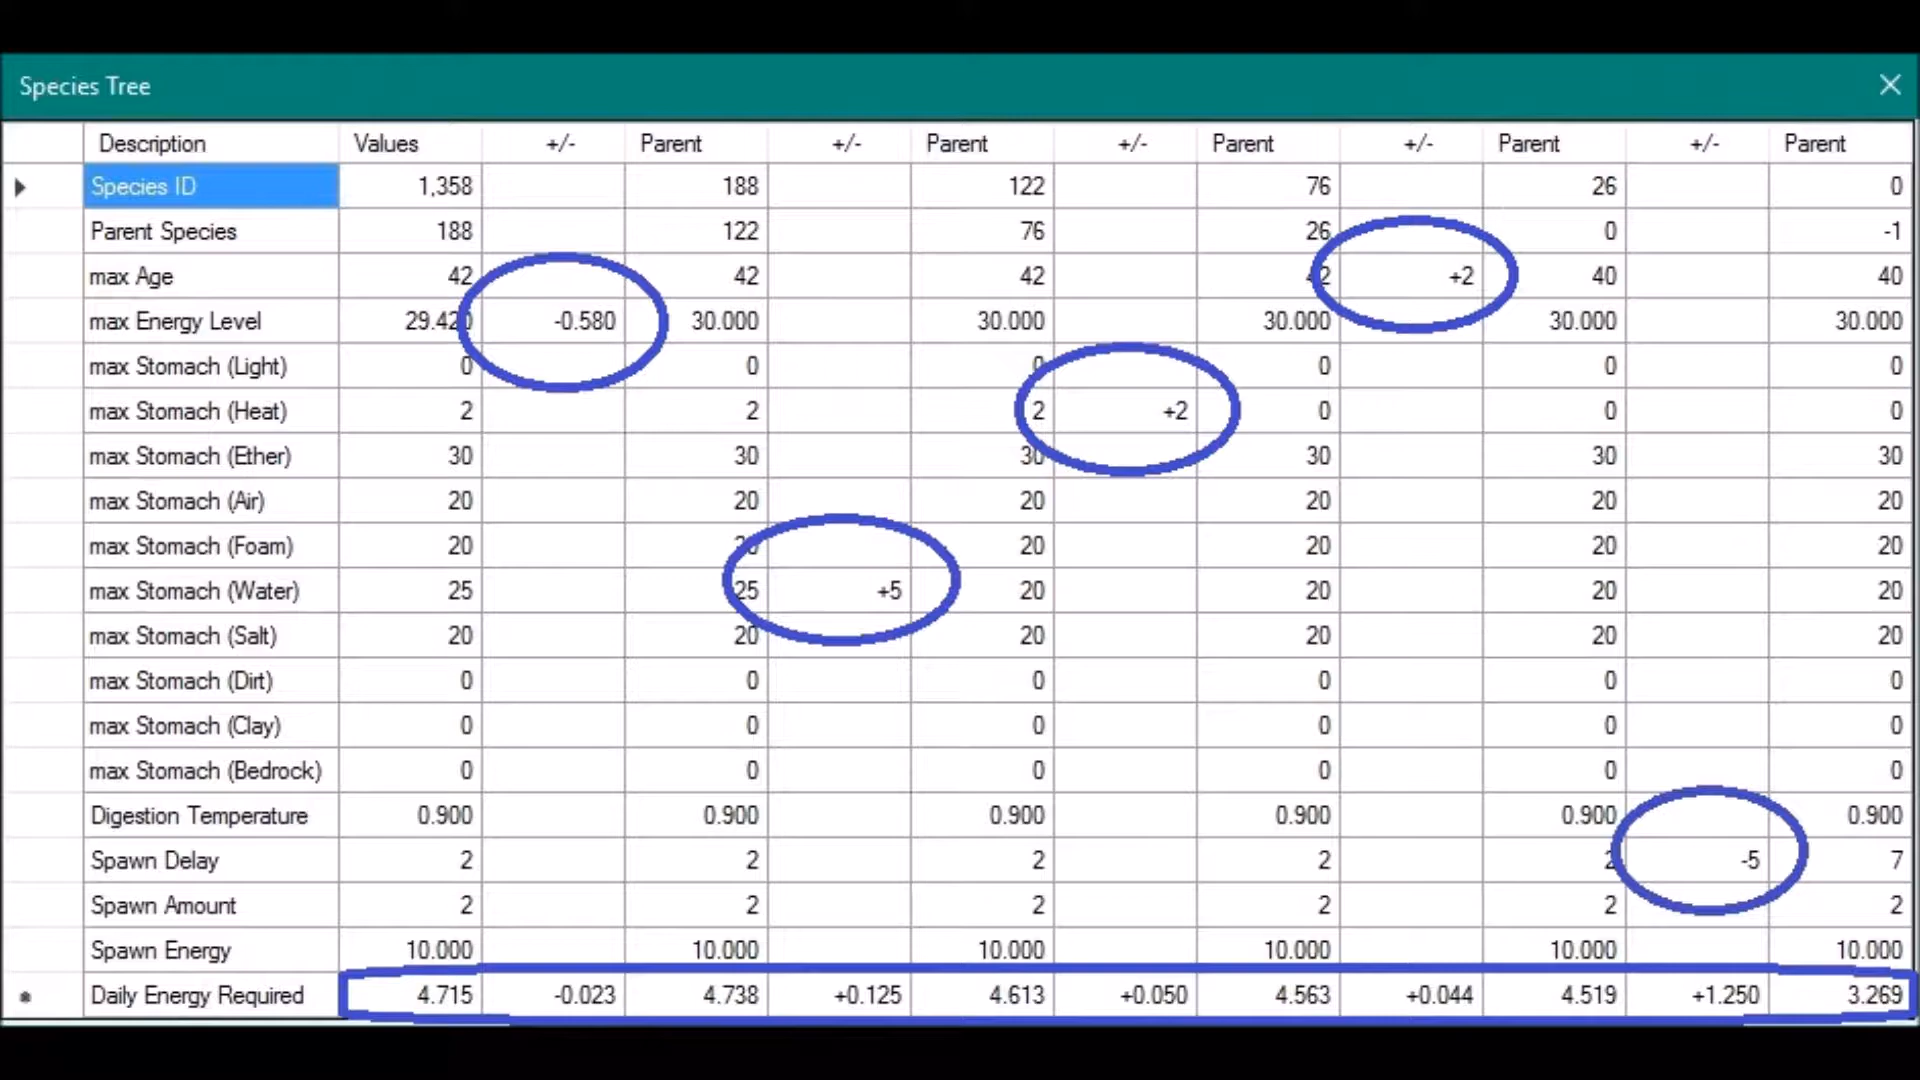 Species Tree
Description Values +/- Parent +/- Parent +/- Parent +/- Parent +/- Parent
Species ID 1,358 188 122 76 26 0
Parent Species 188 122 76 26 0 -1
max Age 42 42 42 42 +2 40 40
max Energy Level 29.420 -0.580 30.000 30.000 30.000 30.000 30.000
max Stomach (Light) 0 0 0 0 0 0
max Stomach (Heat) 2 2 2 +2 0 0 0
max Stomach (Ether) 30 30 30 30 30 30
max Stomach (Air) 20 20 20 20 20 20
max Stomach (Foam) 20 20 20 20 20 20
max Stomach (Water) 25 25 +5 20 20 20 20
max Stomach (Salt) 20 20 20 20 20 20
max Stomach (Dirt) 0 0 0 0 0 0
max Stomach (Clay) 0 0 0 0 0 0
max Stomach (Bedrock) 0 0 0 0 0 0
Digestion Temperature 0.900 0.900 0.900 0.900 0.900 0.900
Spawn Delay 2 2 2 2 2 -5 7
Spawn Amount 2 2 2 2 2 2
Spawn Energy 10.000 10.000 10.000 10.000 10.000 10.000
Daily Energy Required 4.715 -0.023 4.738 +0.125 4.613 +0.050 4.563 +0.044 4.519 +1.250 3.269